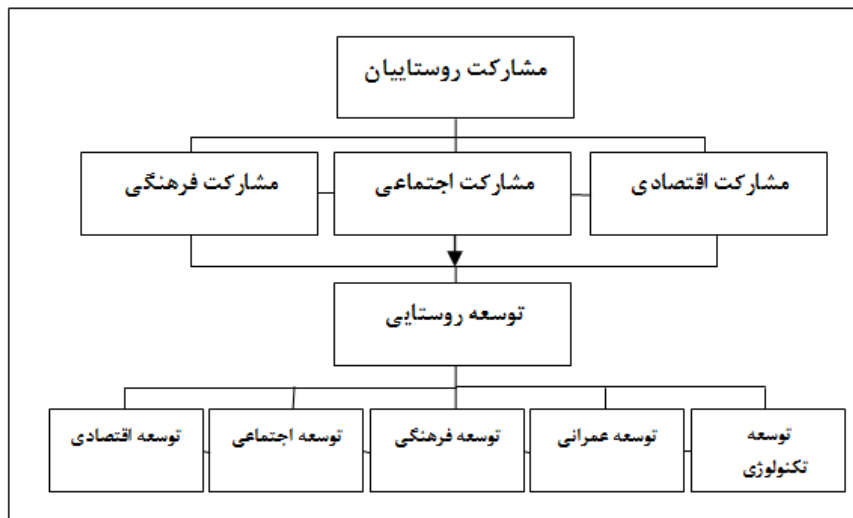 مشارکت روستاییان
مشارکت اقتصادی
مشارکت اجتماعی
مشارکت فرهنگی
توسعه روستایی
توسعه
تکنولوژی
توسعه عمرانی
توسعه فرهنگی
توسعه اجتماعی
توسعه اقتصادی